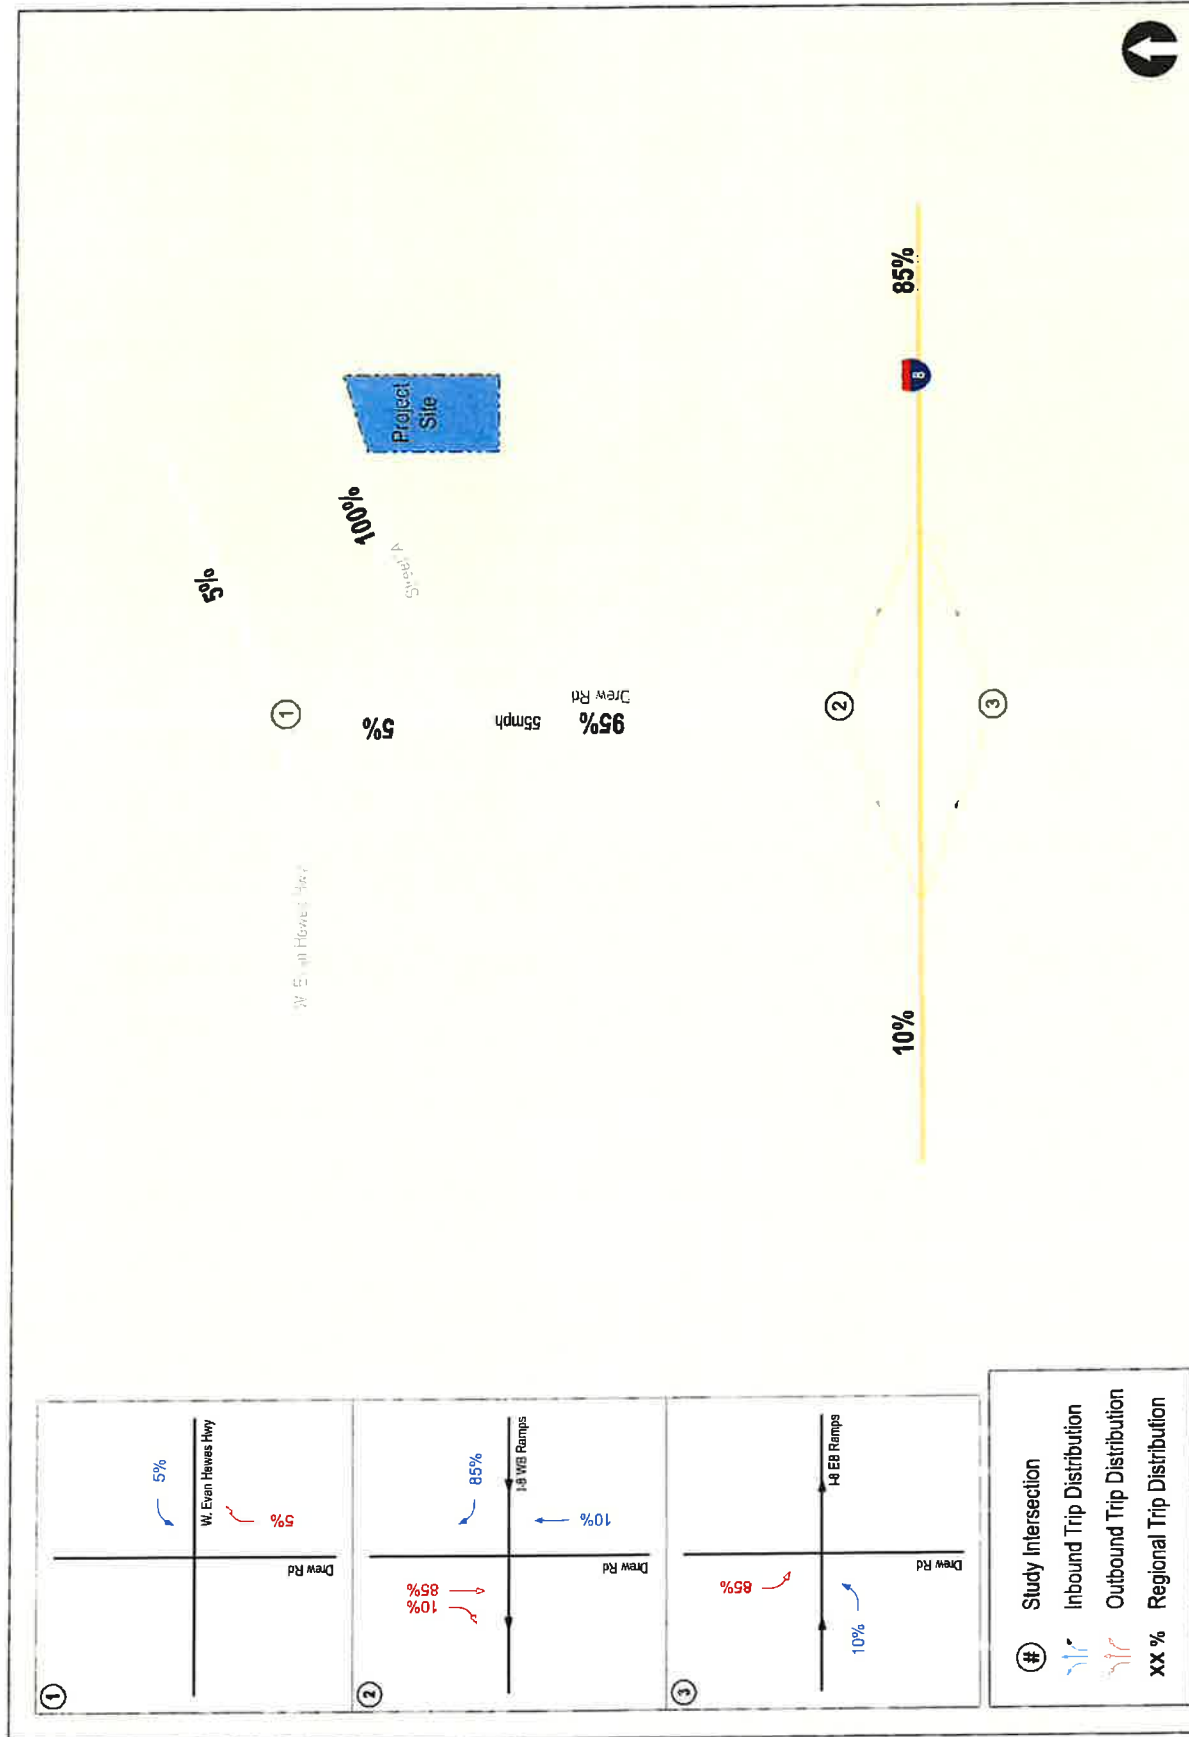 1
5%
W. Evan Hewes Hwy
5%
Drew Rd
2
85%
10%
85%
I-8 WB Ramps
10%
Drew Rd
3
85%
I-8 EB Ramps
10%
Drew Rd
# Study Intersection
Inbound Trip Distribution
Outbound Trip Distribution
XX % Regional Trip Distribution
5%
1
W. Evan Hewes Hwy
5%
100%
Street A
Project
Site
55mph
95%
Drew Rd
2
10%
8
85%
3